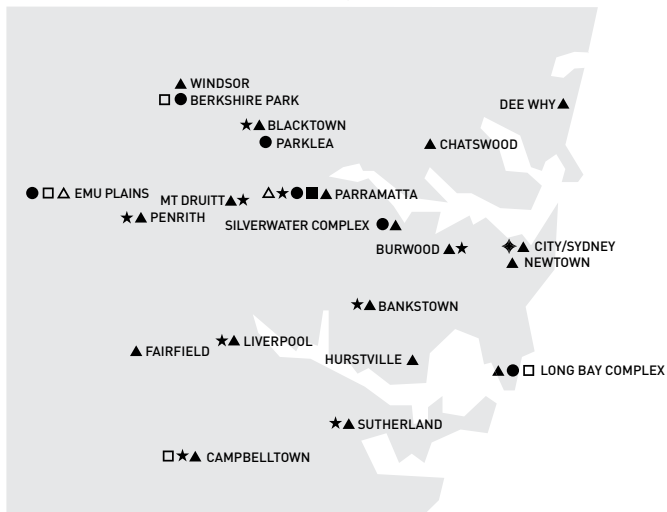 WINDSOR
BERKSHIRE PARK
DEE WHY
BLACKTOWN
PARKLEA
CHATSWOOD
EMU PLAINS
MT DRUITT
PARRAMATTA
PENRITH
SILVERWATER COMPLEX
BURWOOD
CITY/SYDNEY
NEWTOWN
BANKSTOWN
LIVERPOOL
FAIRFIELD
HURSTVILLE
LONG BAY COMPLEX
SUTHERLAND
CAMPBELLTOWN